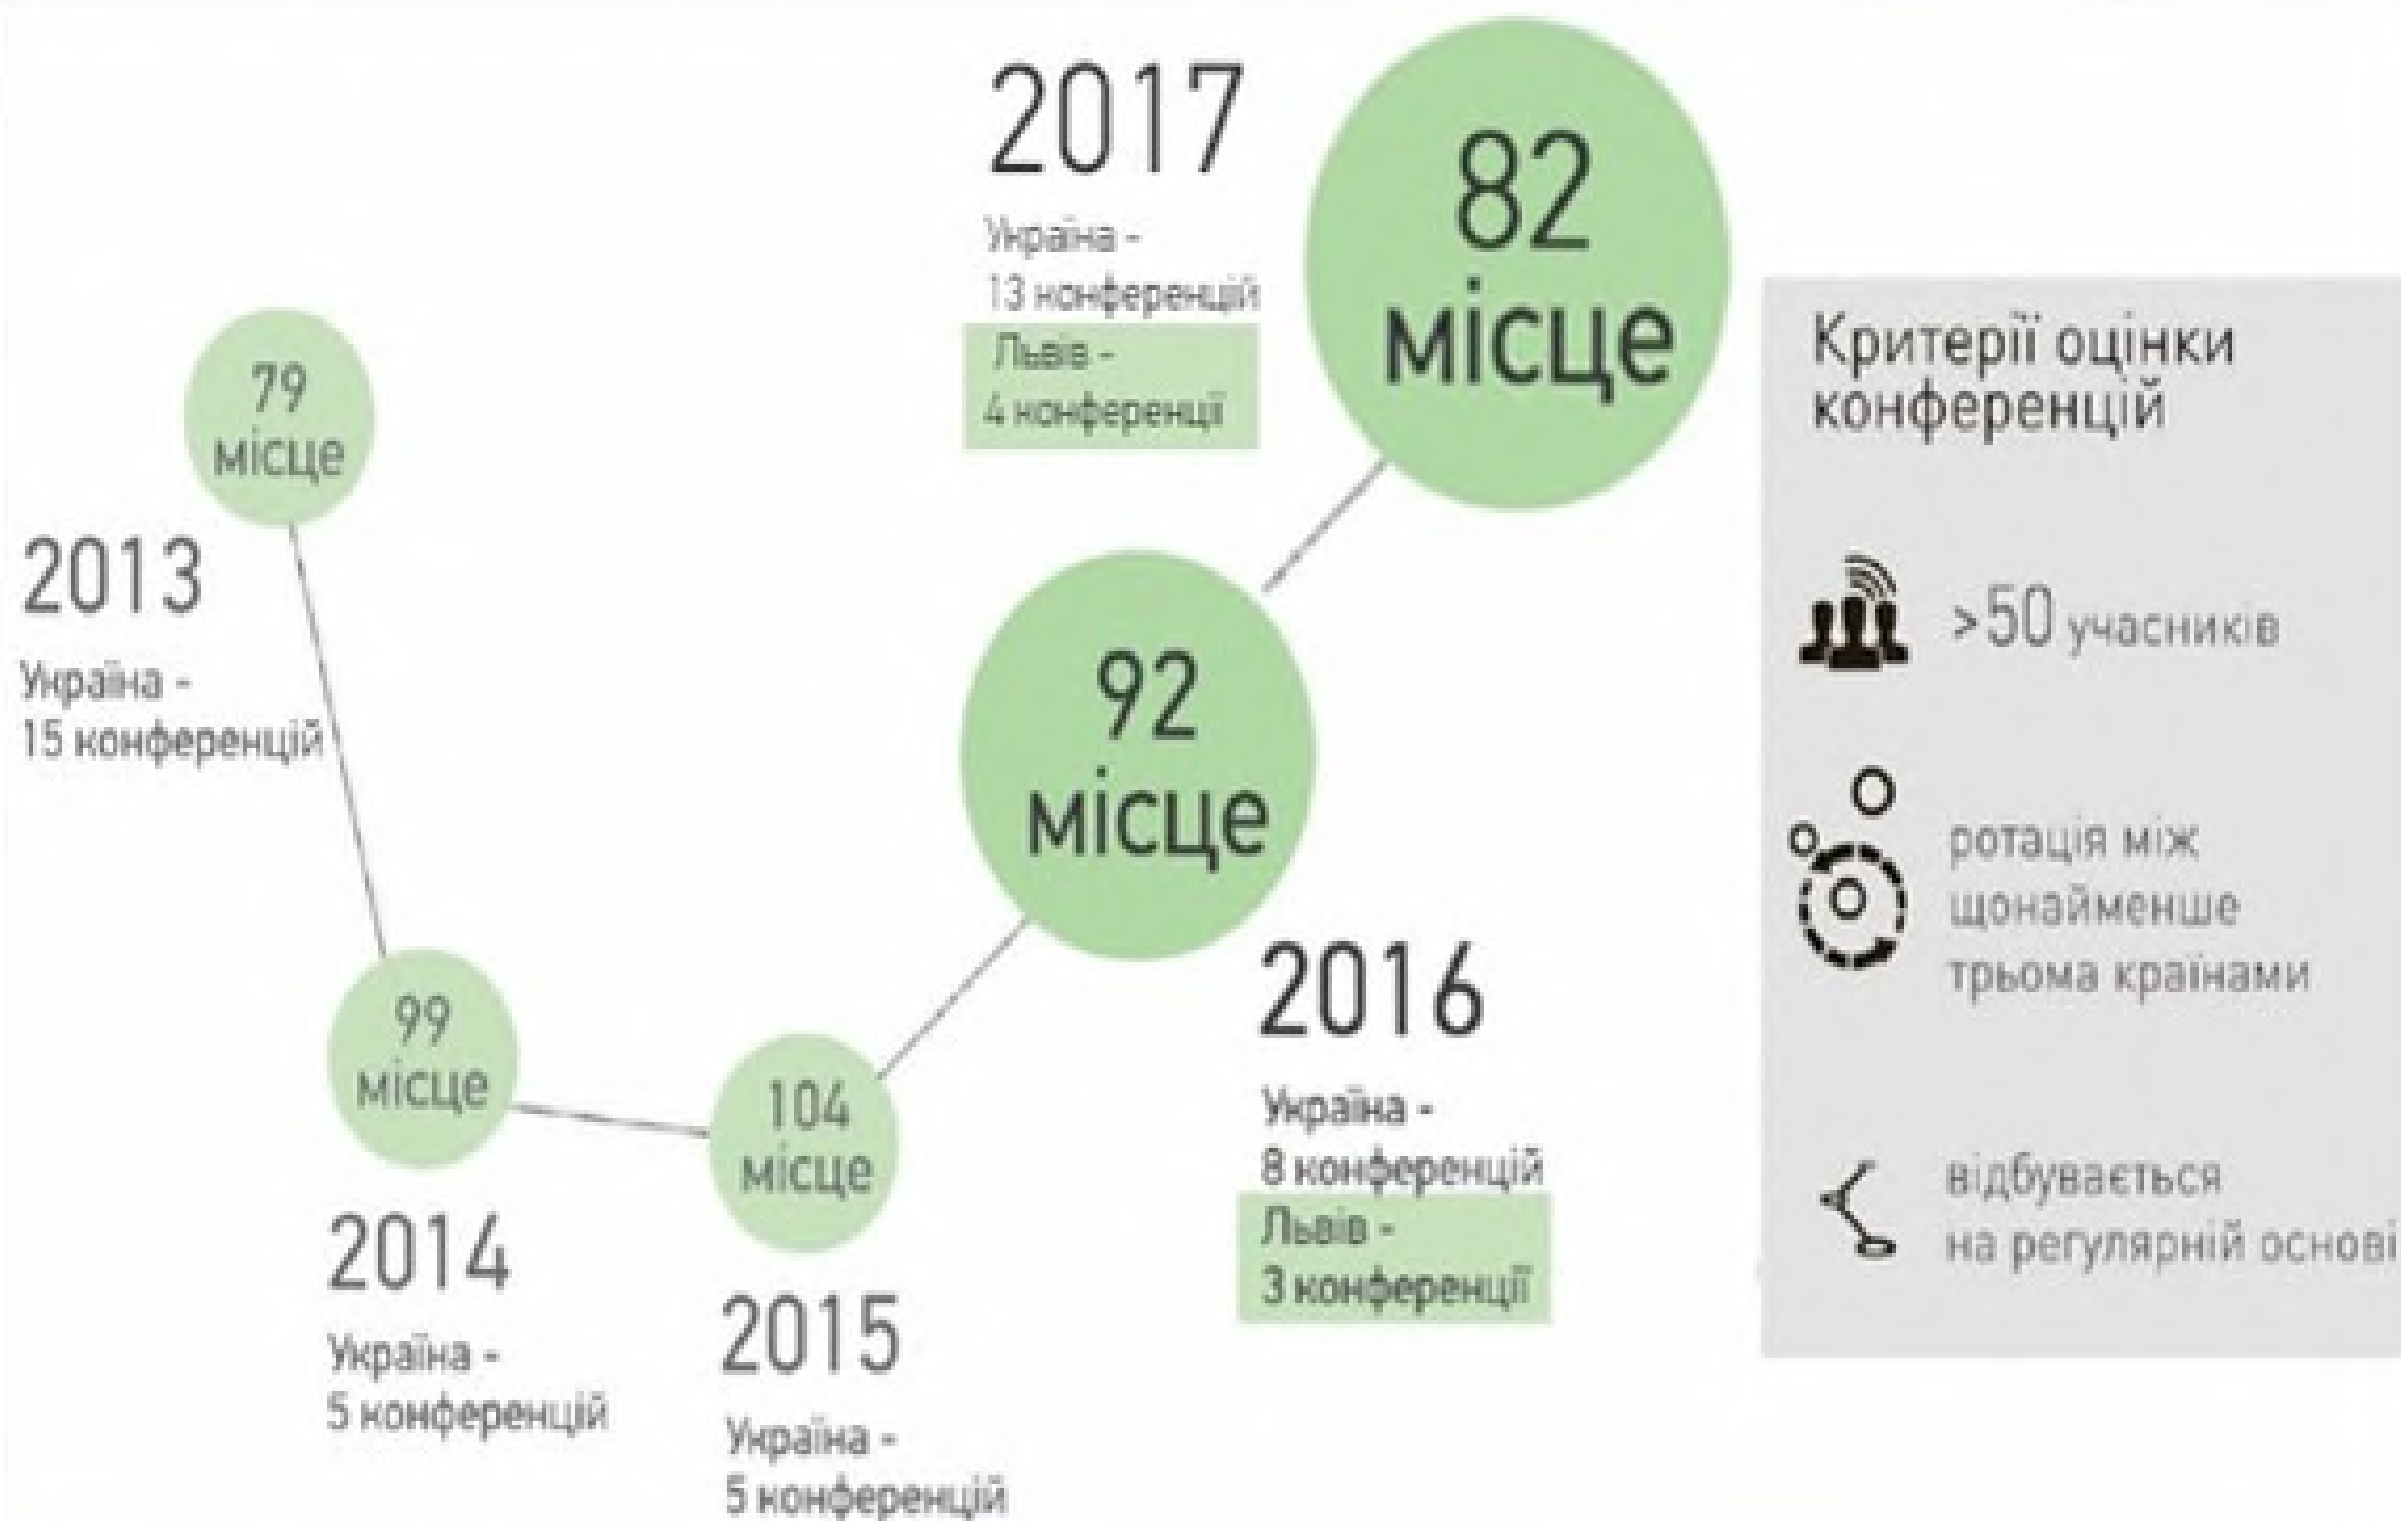 79
місце
2013
Україна -
15 конференцій
99
місце
2014
Україна -
5 конференцій
104
місце
2015
Україна -
5 конференцій
92
місце
2016
Україна -
8 конференцій
Львів -
3 конференції
2017
Україна -
13 конференцій
Львів -
4 конференції
82
місце
Критерії оцінки
конференцій
>50 учасників
ротація між
щонайменше
трьома країнами
відбувається
на регулярній основі